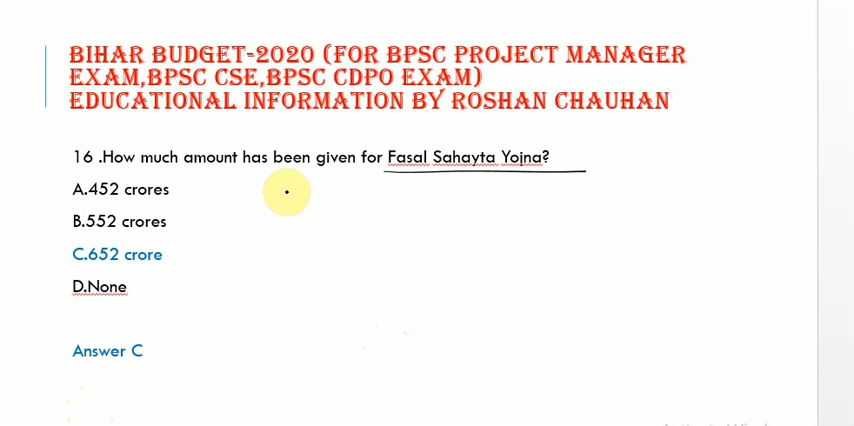 BIHAR BUDGET-2020 (FOR BPSC PROJECT MANAGER
EXAM,BPSC CSE,BPSC CDPO EXAM)
EDUCATIONAL INFORMATION BY ROSHAN CHAUHAN
16 .How much amount has been given for Fasal Sahayta Yojna?
A.452 crores
B.552 crores
C.652 crore
D.None
Answer C